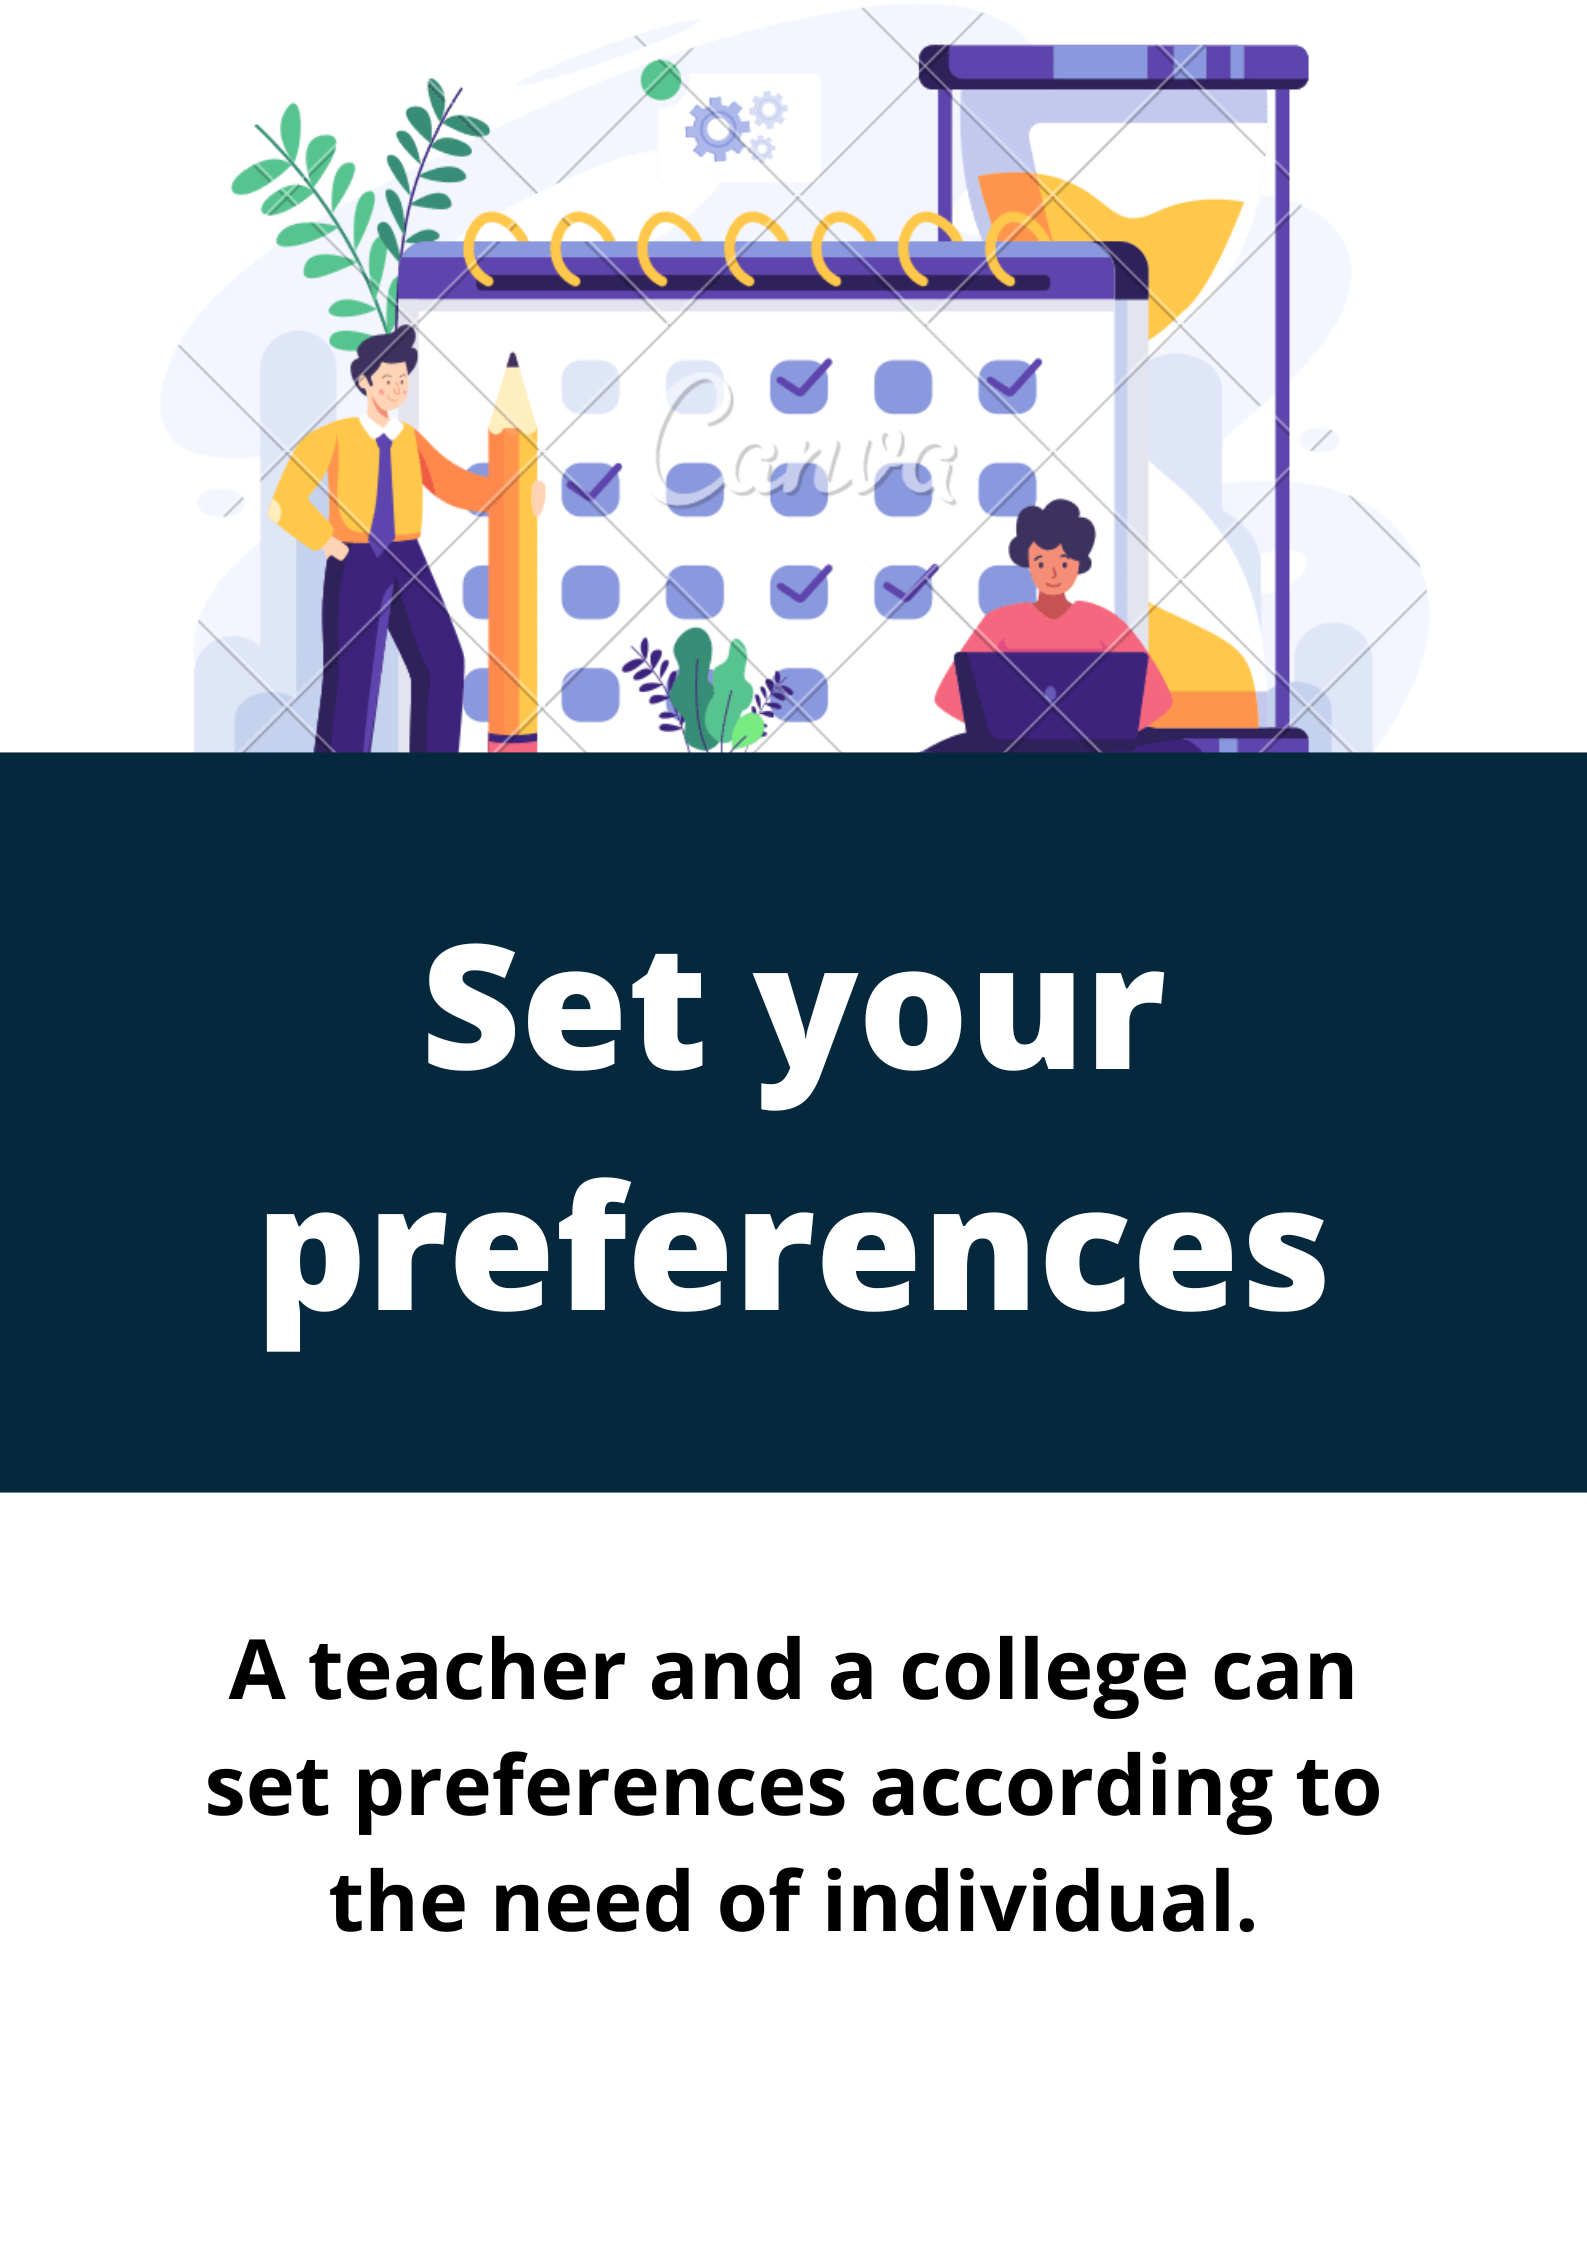 Canva
Set your
preferences
A teacher and a college can
set preferences according to
the need of individual.